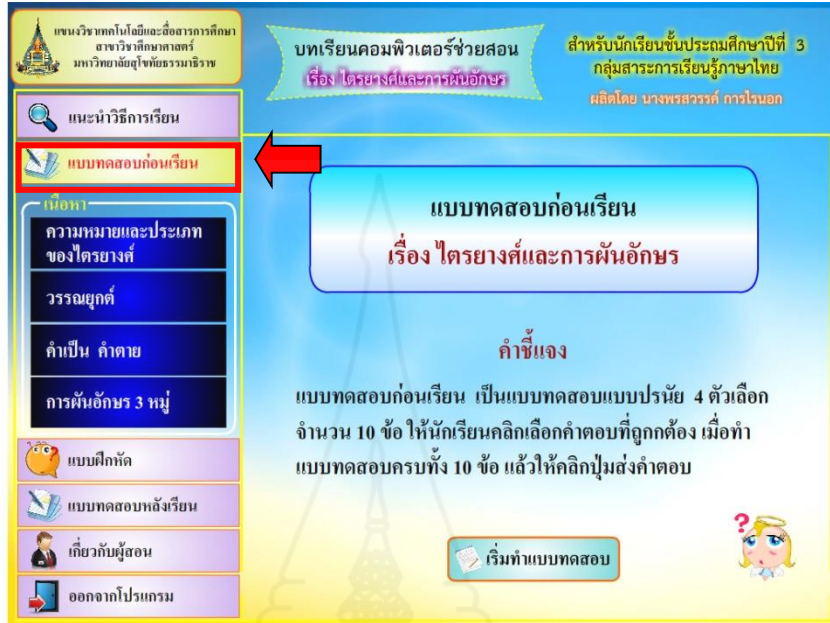 แขนงวิชาเทคโนโลยีและสื่อสารการศึกษา
สาขาวิชาศึกษาศาสตร์
มหาวิทยาลัยสุโขทัยธรรมาธิราช
บทเรียนคอมพิวเตอร์ช่วยสอน
เรื่อง ไตรยางศ์และการผันอักษร
สำหรับนักเรียนชั้นประถมศึกษาปีที่ 3
กลุ่มสาระการเรียนรู้ภาษาไทย
ผลิตโดย นางพรสวรรค์ การไรนอก
แนะนำวิธีการเรียน
แบบทดสอบก่อนเรียน
เนื้อหา
ความหมายและประเภท
ของไตรยางศ์
วรรณยุกต์
คำเป็น คำตาย
การผันอักษร 3 หมู่
แบบฝึกหัด
แบบทดสอบหลังเรียน
เกี่ยวกับผู้สอน
ออกจากโปรแกรม
แบบทดสอบก่อนเรียน
เรื่อง ไตรยางศ์และการผันอักษร
คำชี้แจง
แบบทดสอบก่อนเรียน เป็นแบบทดสอบแบบปรนัย 4 ตัวเลือก
จำนวน 10 ข้อ ให้นักเรียนคลิกเลือกคำตอบที่ถูกกต้อง เมื่อทำ
แบบทดสอบครบทั้ง 10 ข้อ แล้วให้คลิกปุ่มส่งคำตอบ
เริ่มทำแบบทดสอบ